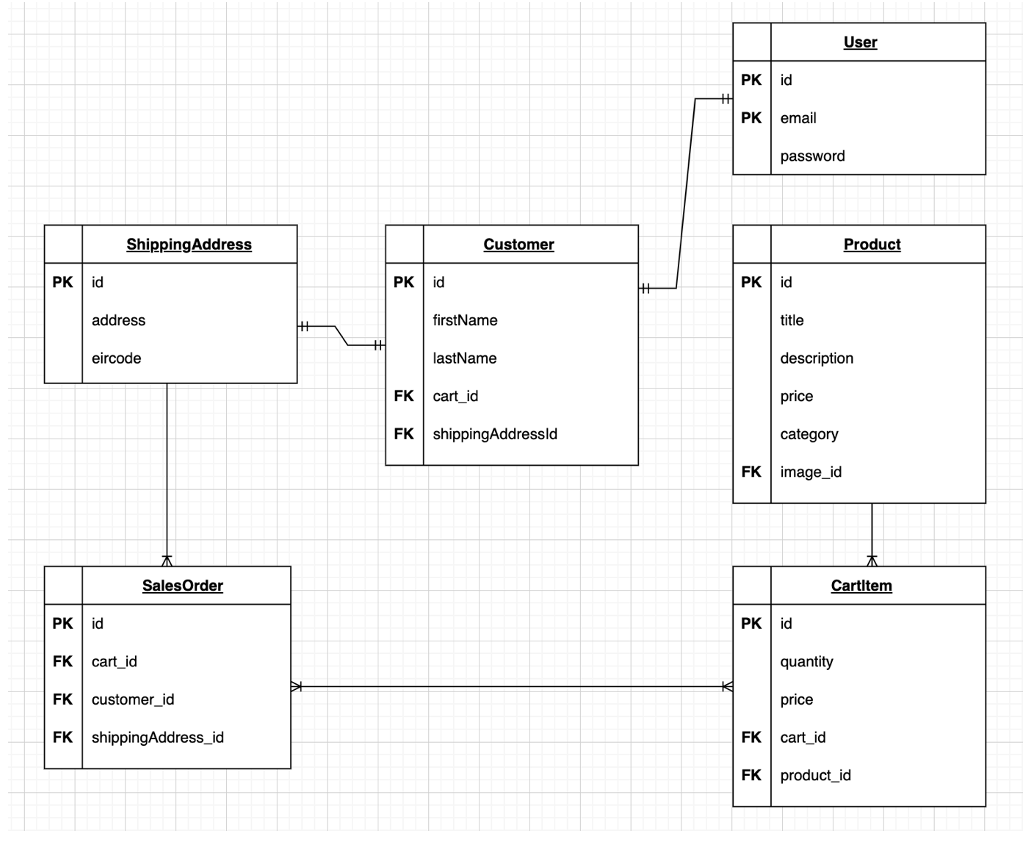 User
PK id
PK email
password
ShippingAddress
PK id
address
eircode
Customer
PK id
firstName
lastName
FK cart_id
FK shippingAddressId
Product
PK id
title
description
price
category
FK image_id
SalesOrder
PK id
FK cart_id
FK customer_id
FK shippingAddress_id
CartItem
PK id
quantity
price
FK cart_id
FK product_id